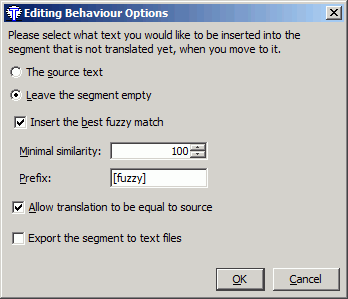 Editing Behaviour Options
Please select what text you would like to be inserted into the
segment that is not translated yet, when you move to it.
The source text
Leave the segment empty
Insert the best fuzzy match
Minimal similarity: 100
Prefix: [fuzzy]
Allow translation to be equal to source
Export the segment to text files
OK Cancel